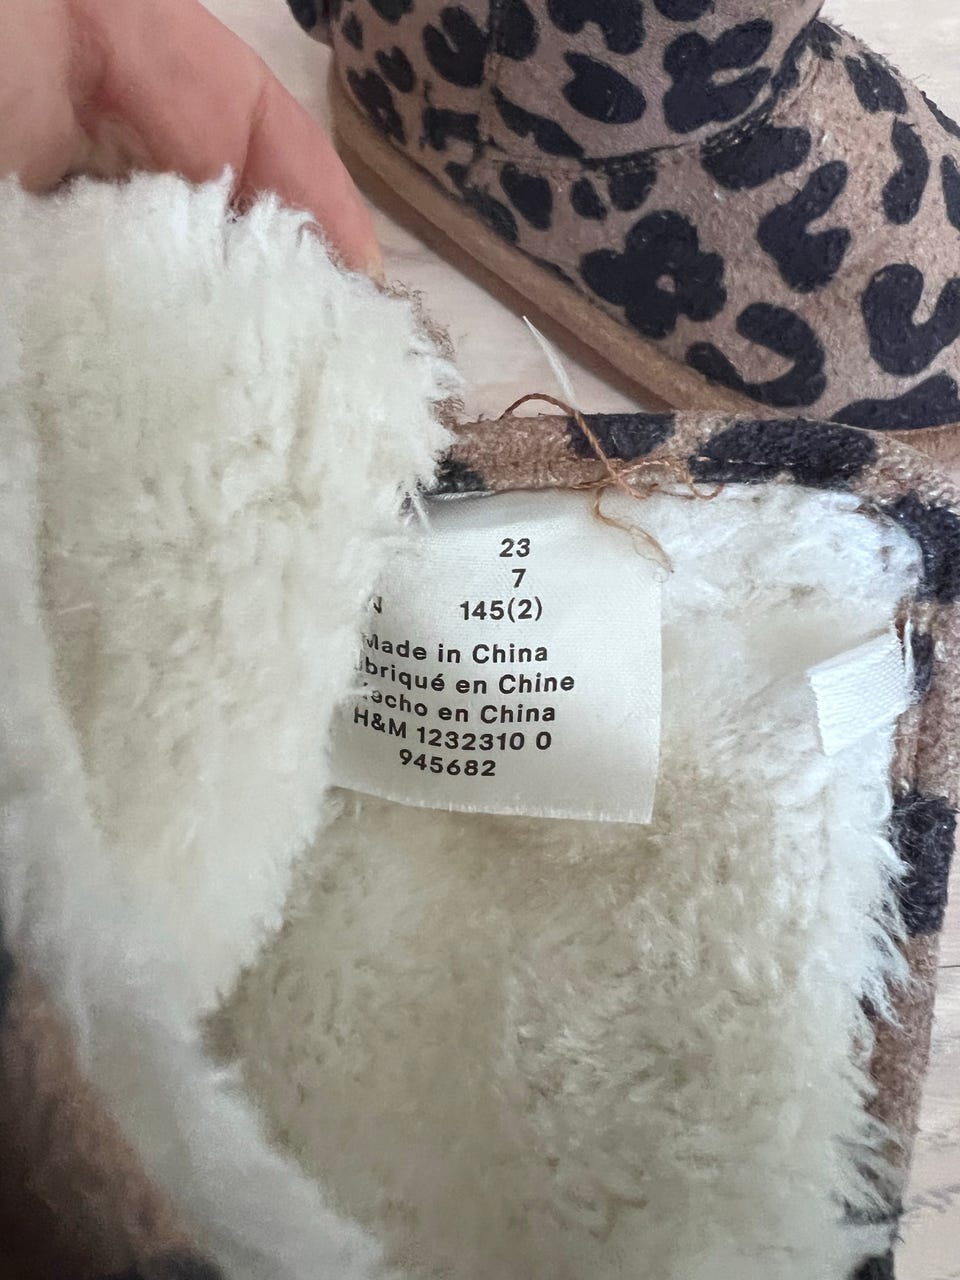 23
7
N 145(2)
Made in China
briqué en Chine
echo en China
H&M 1232310 0
945682